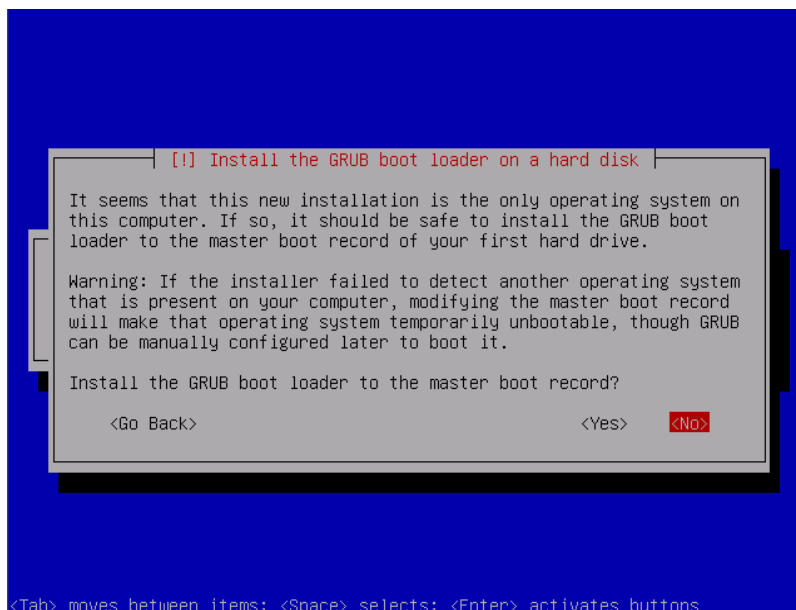 [!] Install the GRUB boot loader on a hard disk
It seems that this new installation is the only operating system on
this computer. If so, it should be safe to install the GRUB boot
loader to the master boot record of your first hard drive.
Warning: If the installer failed to detect another operating system
that is present on your computer, modifying the master boot record
will make that operating system temporarily unbootable, though GRUB
can be manually configured later to boot it.
Install the GRUB boot loader to the master boot record?
<Go Back> <Yes> <No>
<Tab> moves between items; <Space> selects; <Enter> activates buttons